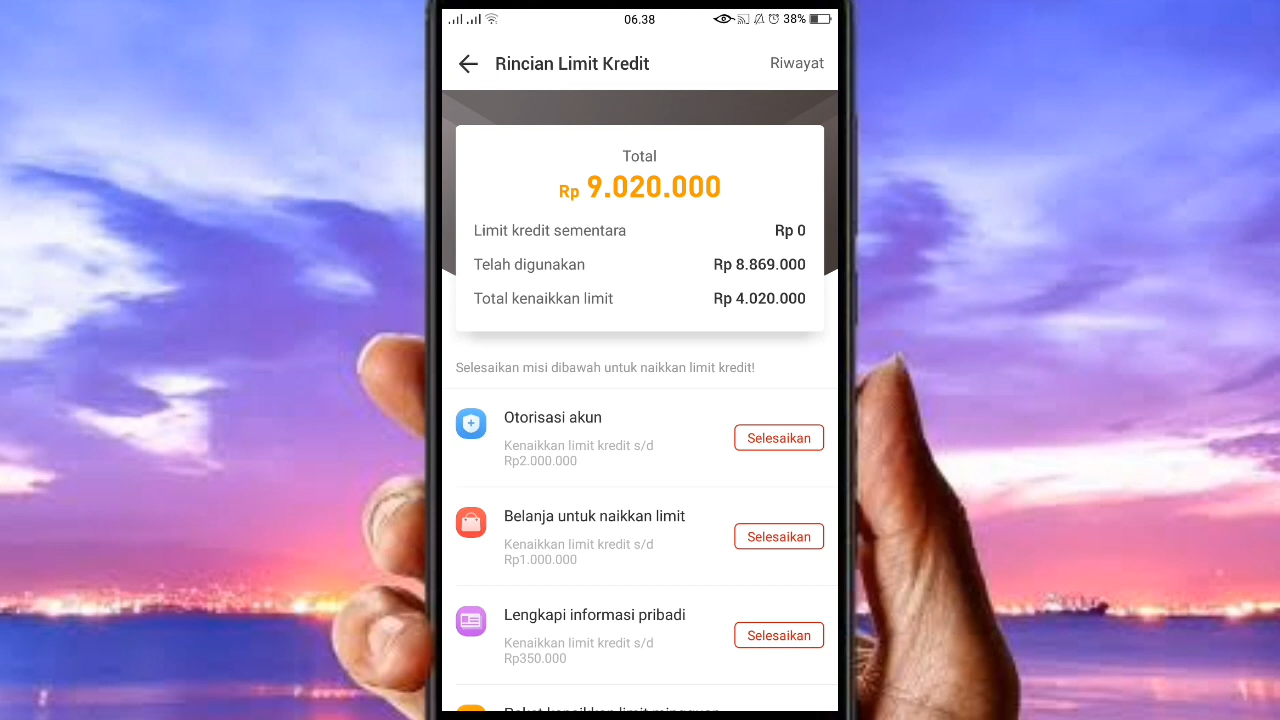 06.38
38%
Rincian Limit Kredit
Riwayat
Total
Rp 9.020.000
Limit kredit sementara Rp 0
Telah digunakan Rp 8.869.000
Total kenaikkan limit Rp 4.020.000
Selesaikan misi dibawah untuk naikkan limit kredit!
Otorisasi akun
Kenaikkan limit kredit s/d
Rp2.000.000
Selesaikan
Belanja untuk naikkan limit
Kenaikkan limit kredit s/d
Rp1.000.000
Selesaikan
Lengkapi informasi pribadi
Kenaikkan limit kredit s/d
Rp350.000
Selesaikan